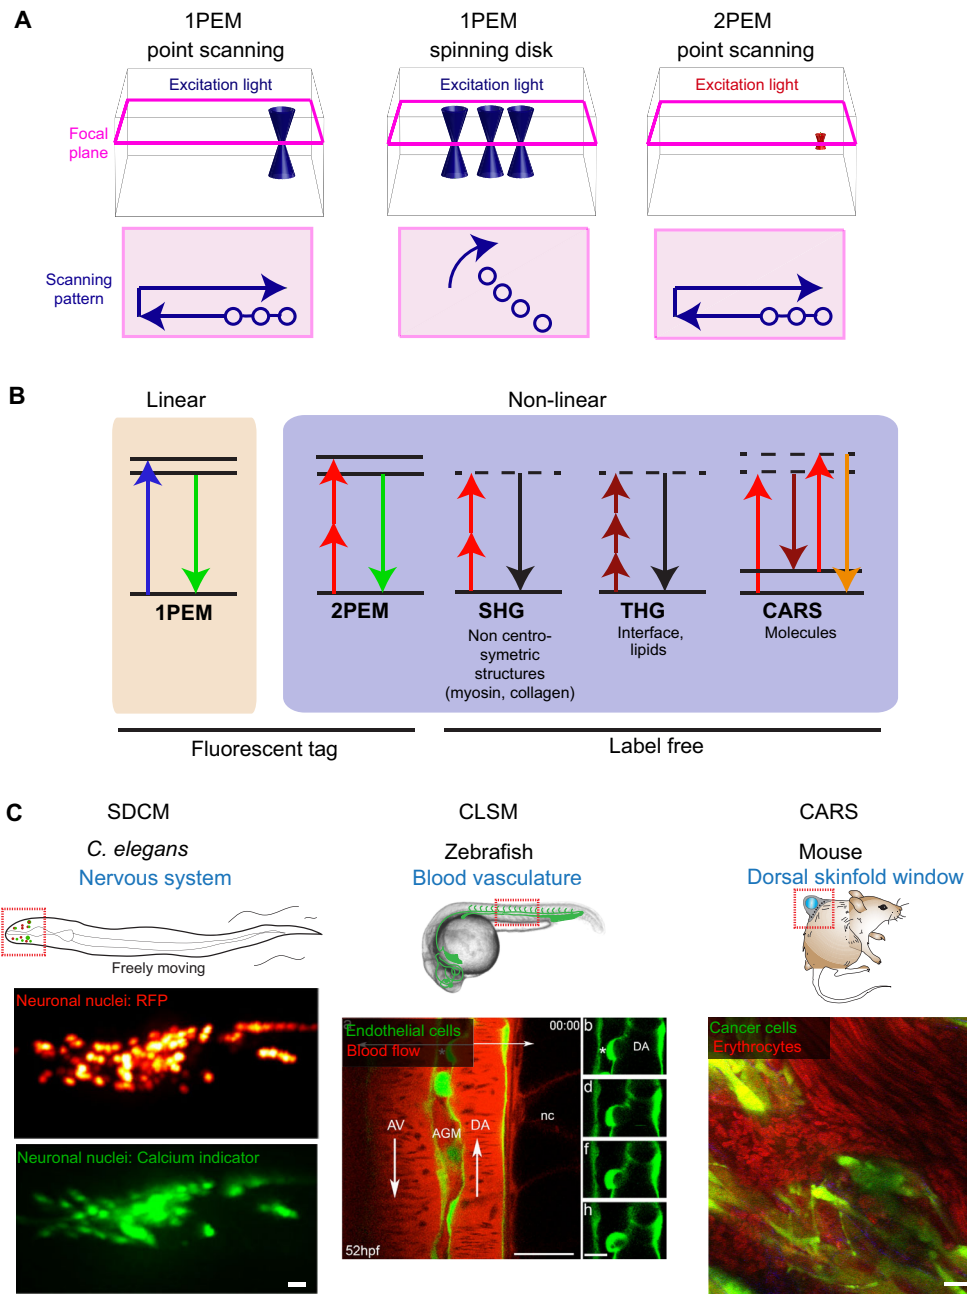 A
1PEM
point scanning
1PEM
spinning disk
2PEM
point scanning
Excitation light
Excitation light
Excitation light
Focal
plane
Scanning
pattern
B
Linear
Non-linear
1PEM
2PEM
SHG
Non centro-
symetric
structures
(myosin, collagen)
THG
Interface,
lipids
CARS
Molecules
Fluorescent tag
Label free
C
SDCM
C. elegans
Nervous system
Freely moving
Neuronal nuclei: RFP
Neuronal nuclei: Calcium indicator
CLSM
Zebrafish
Blood vasculature
Endothelial cells
Blood flow
00:00
*
AV
AGM
DA
nc
52hpf
b
*
DA
d
f
h
CARS
Mouse
Dorsal skinfold window
Cancer cells
Erythrocytes